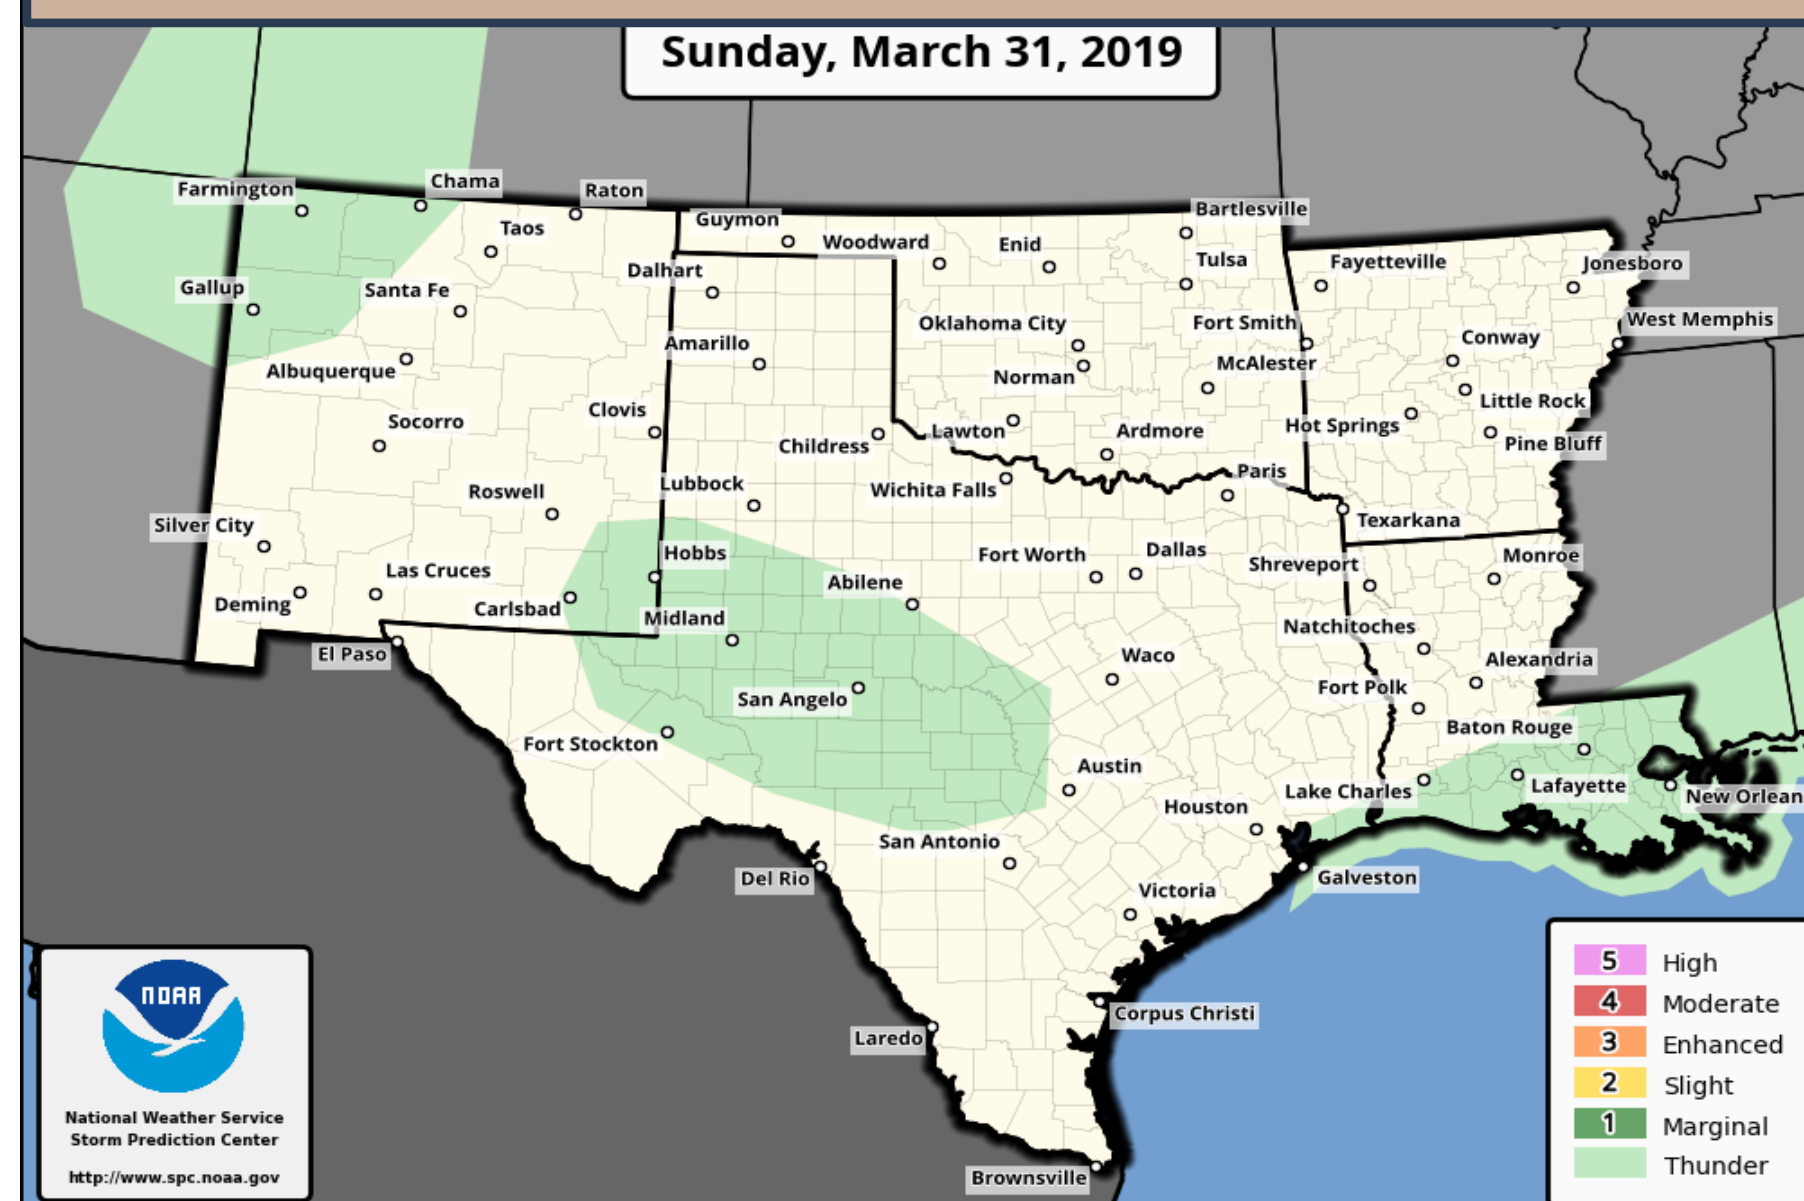 Sunday, March 31, 2019
Farmington
Chama
Raton
Taos
Guymon
Woodward
Enid
Bartlesville
Tulsa
Fayetteville
Jonesboro
Gallup
Santa Fe
Dalhart
Oklahoma City
Fort Smith
Conway
West Memphis
Albuquerque
Amarillo
Norman
McAlester
Little Rock
Socorro
Clovis
Childress
Lawton
Ardmore
Hot Springs
Pine Bluff
Roswell
Lubbock
Wichita Falls
Paris
Texarkana
Silver City
Hobbs
Fort Worth
Dallas
Shreveport
Monroe
Deming
Las Cruces
Carlsbad
Midland
Abilene
Natchitoches
El Paso
Waco
Alexandria
San Angelo
Fort Polk
Fort Stockton
Baton Rouge
Austin
Lake Charles
Lafayette
New Orlean
Houston
San Antonio
Del Rio
Galveston
Victoria
Corpus Christi
Laredo
Brownsville
NOAA
National Weather Service
Storm Prediction Center
http://www.spc.noaa.gov
5 High
4 Moderate
3 Enhanced
2 Slight
1 Marginal
Thunder